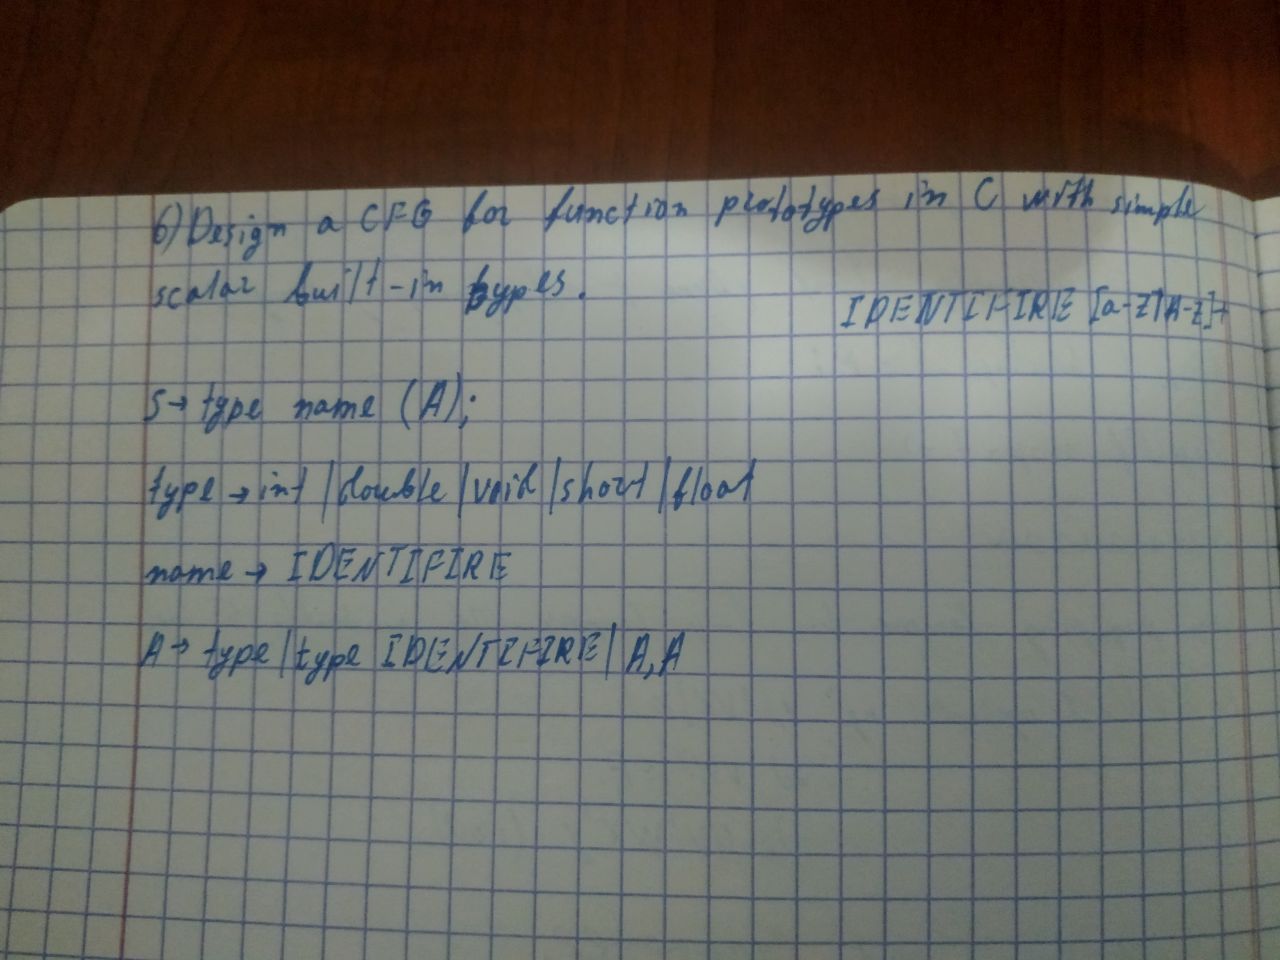 6) Design a CFG for function prototypes in C with simple
scalar built-in types.
IDENTIFIRE [a-z|A-z]+
S→ type name (A);
type → int | double | void | short | float
name → IDENTIFIRE
A → type | type IDENTIFIRE | A,A